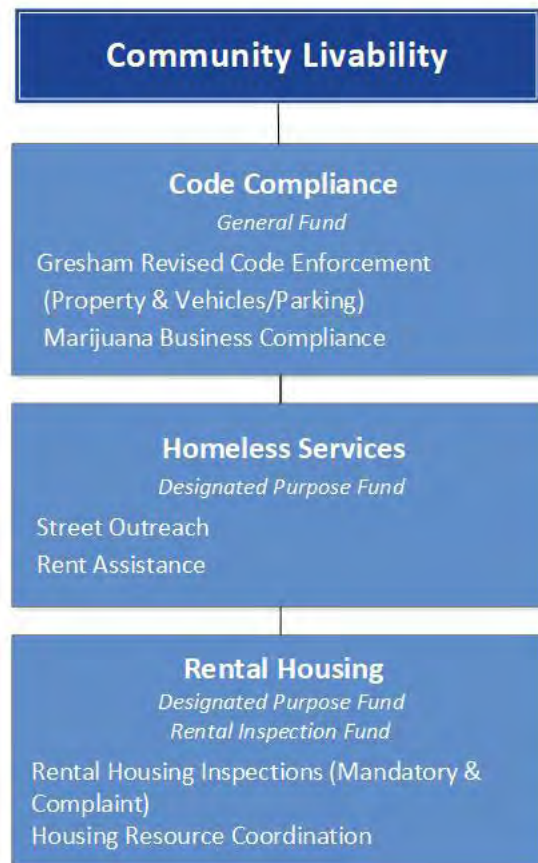 Community Livability
Code Compliance
General Fund
Gresham Revised Code Enforcement
(Property & Vehicles/Parking)
Marijuana Business Compliance
Homeless Services
Designated Purpose Fund
Street Outreach
Rent Assistance
Rental Housing
Designated Purpose Fund
Rental Inspection Fund
Rental Housing Inspections (Mandatory &
Complaint)
Housing Resource Coordination